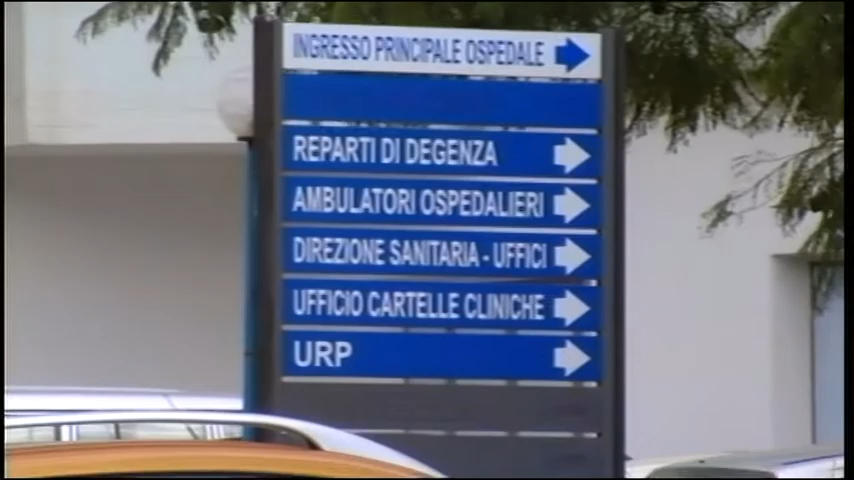 INGRESSO PRINCIPALE OSPEDALE
REPARTI DI DEGENZA
AMBULATORI OSPEDALIERI
DIREZIONE SANITARIA - UFFICI
UFFICIO CARTELLE CLINICHE
URP